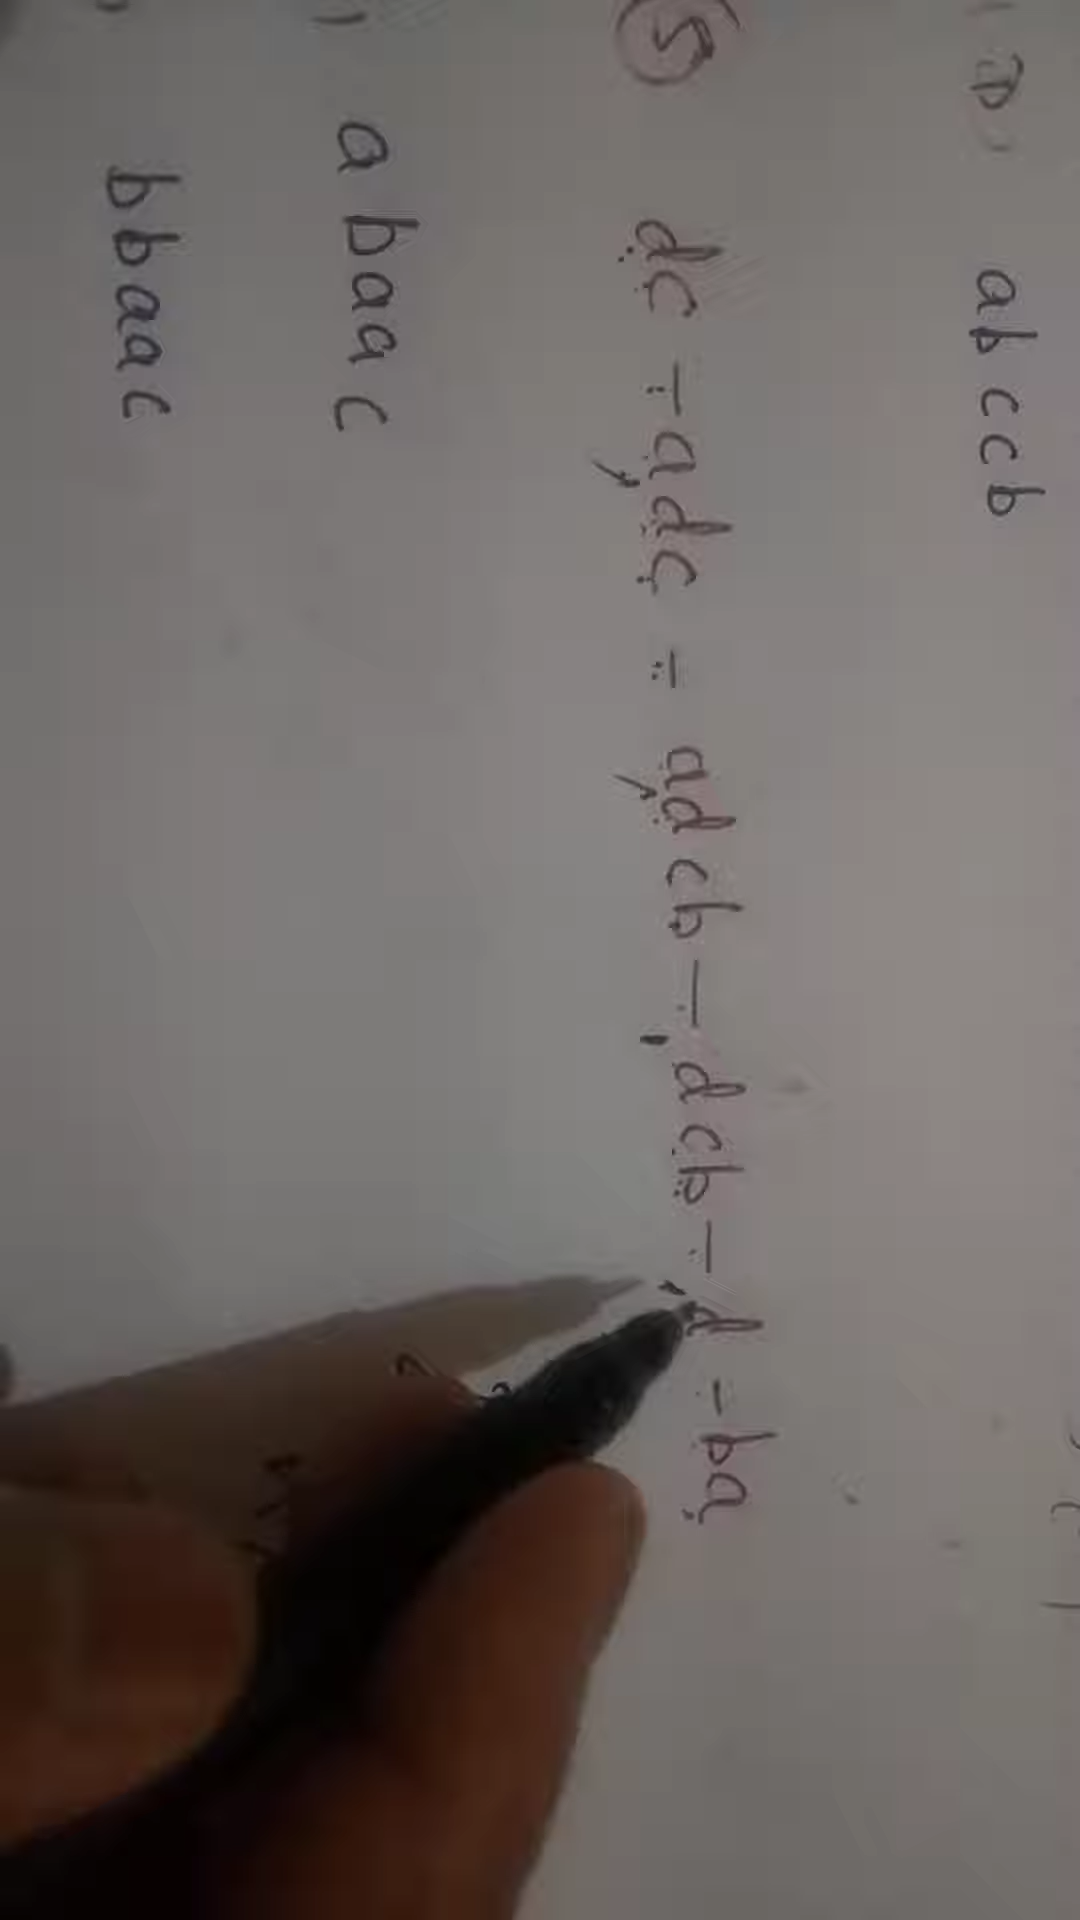 D) abccb
5 dc - adc - adcb - dcb - d - ba
) abaac
) bbaac